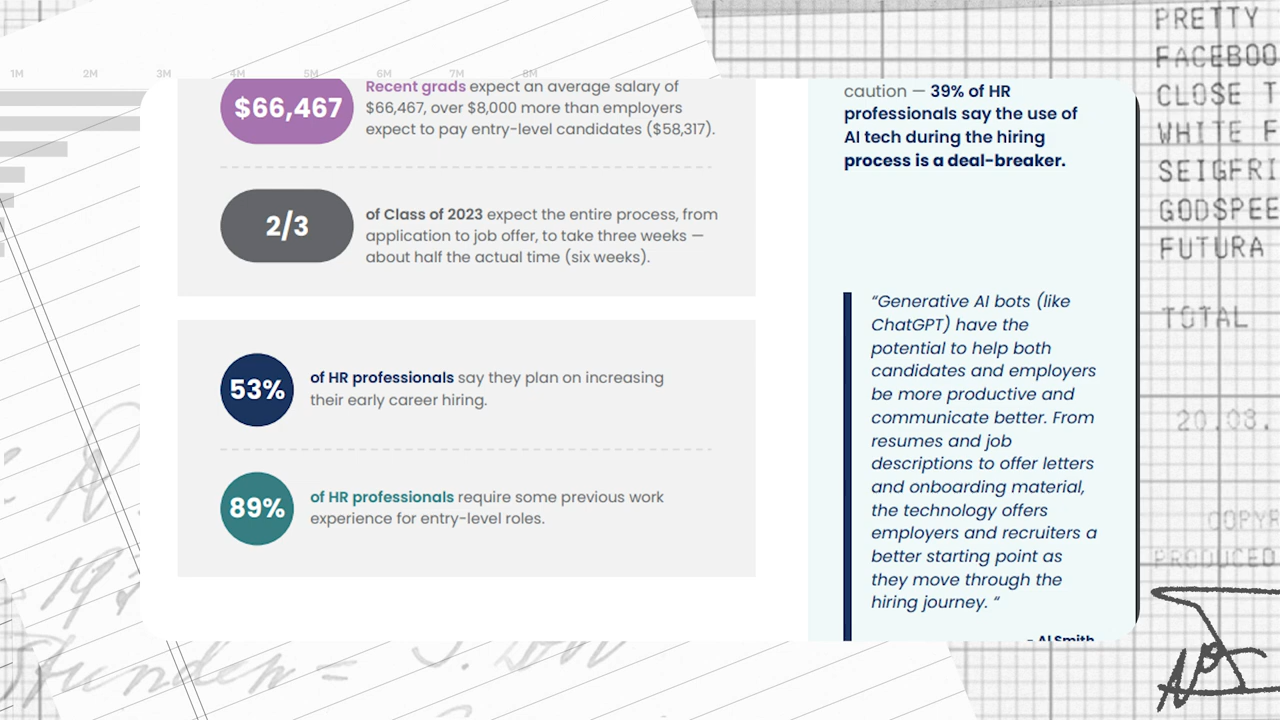 1M 2M 3M 4M 5M 6M 7M 8M
$66,467
Recent grads expect an average salary of
$66,467, over $8,000 more than employers
expect to pay entry-level candidates ($58,317).
2/3
of Class of 2023 expect the entire process, from
application to job offer, to take three weeks —
about half the actual time (six weeks).
53%
of HR professionals say they plan on increasing
their early career hiring.
89%
of HR professionals require some previous work
experience for entry-level roles.
caution — 39% of HR
professionals say the use of
AI tech during the hiring
process is a deal-breaker.
“Generative AI bots (like
ChatGPT) have the
potential to help both
candidates and employers
be more productive and
communicate better. From
resumes and job
descriptions to offer letters
and onboarding material,
the technology offers
employers and recruiters a
better starting point as
they move through the
hiring journey. “
- Al Smith
PRETTY
FACEBOO
CLOSE T
WHITE F
SEIGFRI
GODSPEE
FUTURA
TOTAL
20.08.
COPYR
PRODUCED